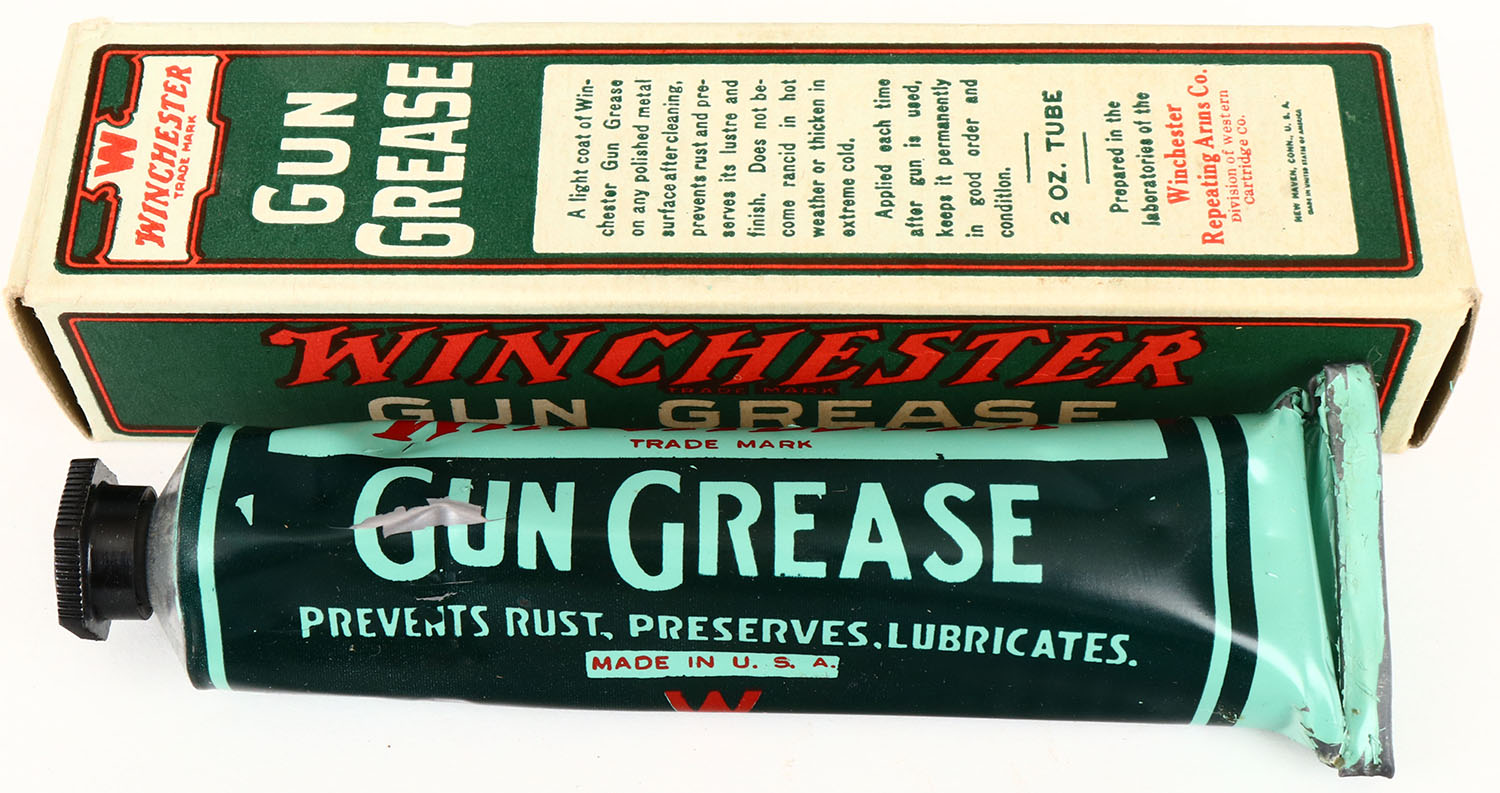 W
WINCHESTER
TRADE MARK
GUN
GREASE
A light coat of Win-
chester Gun Grease
on any polished metal
surface after cleaning,
prevents rust and pre-
serves its lustre and
finish. Does not be-
come rancid in hot
weather or thicken in
extreme cold.
Applied each time
after gun is used,
keeps it permanently
in good order and
in good condition.
2 OZ. TUBE
Prepared in the
laboratories of the
Winchester
Repeating Arms Co.
Division of Western
Cartridge Co.
NEW HAVEN, CONN., U. S. A.
WINCHESTER
TRADE MARK
GUN GREASE
WINCHESTER
TRADE MARK
GUN GREASE
PREVENTS RUST, PRESERVES, LUBRICATES.
MADE IN U. S. A.
W